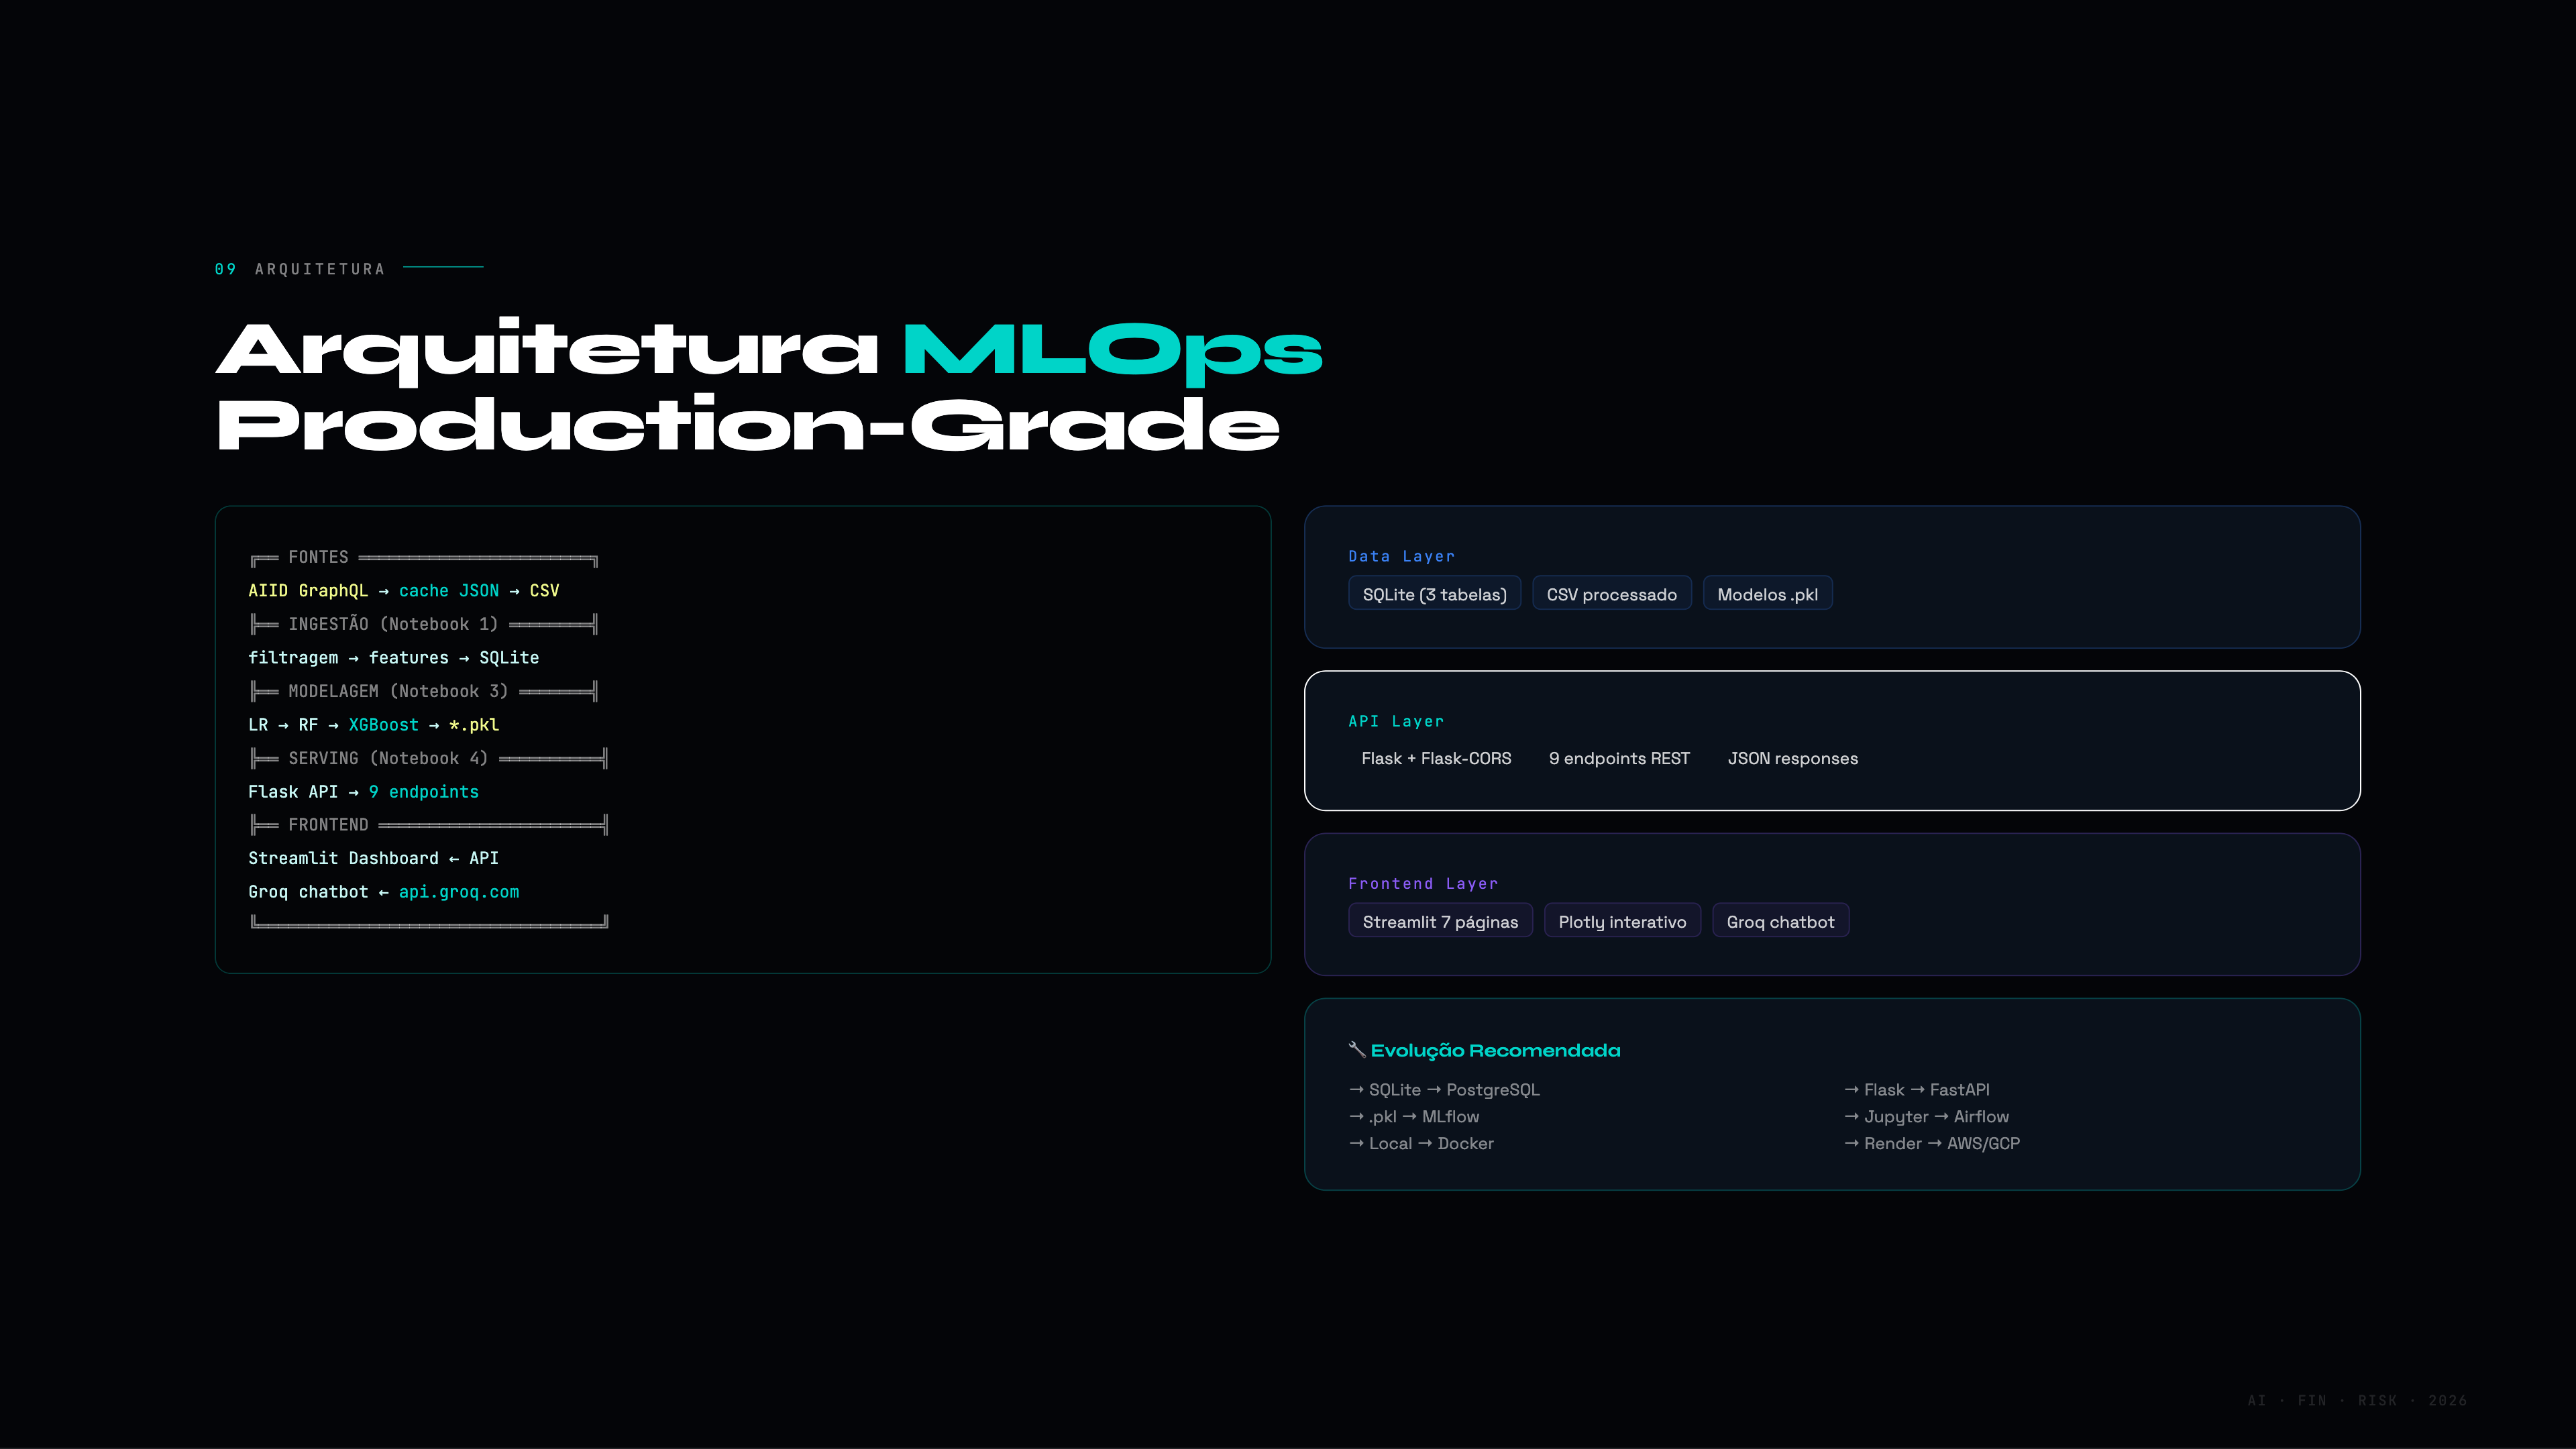 09 ARQUITETURA
Arquitetura MLOps
Production-Grade
╔══ FONTES ═══════════════════════╗
AIID GraphQL → cache JSON → CSV
╠══ INGESTÃO (Notebook 1) ════════╣
filtragem → features → SQLite
╠══ MODELAGEM (Notebook 3) ═══════╣
LR → RF → XGBoost → *.pkl
╠══ SERVING (Notebook 4) ══════════╣
Flask API → 9 endpoints
╠══ FRONTEND ══════════════════════╣
Streamlit Dashboard ← API
Groq chatbot ← api.groq.com
╚══════════════════════════════════╝
Data Layer
SQLite (3 tabelas) CSV processado Modelos .pkl
API Layer
Flask + Flask-CORS 9 endpoints REST JSON responses
Frontend Layer
Streamlit 7 páginas Plotly interativo Groq chatbot
🔧 Evolução Recomendada
→ SQLite → PostgreSQL
→ .pkl → MLflow
→ Local → Docker
→ Flask → FastAPI
→ Jupyter → Airflow
→ Render → AWS/GCP
AI · FIN · RISK · 2026